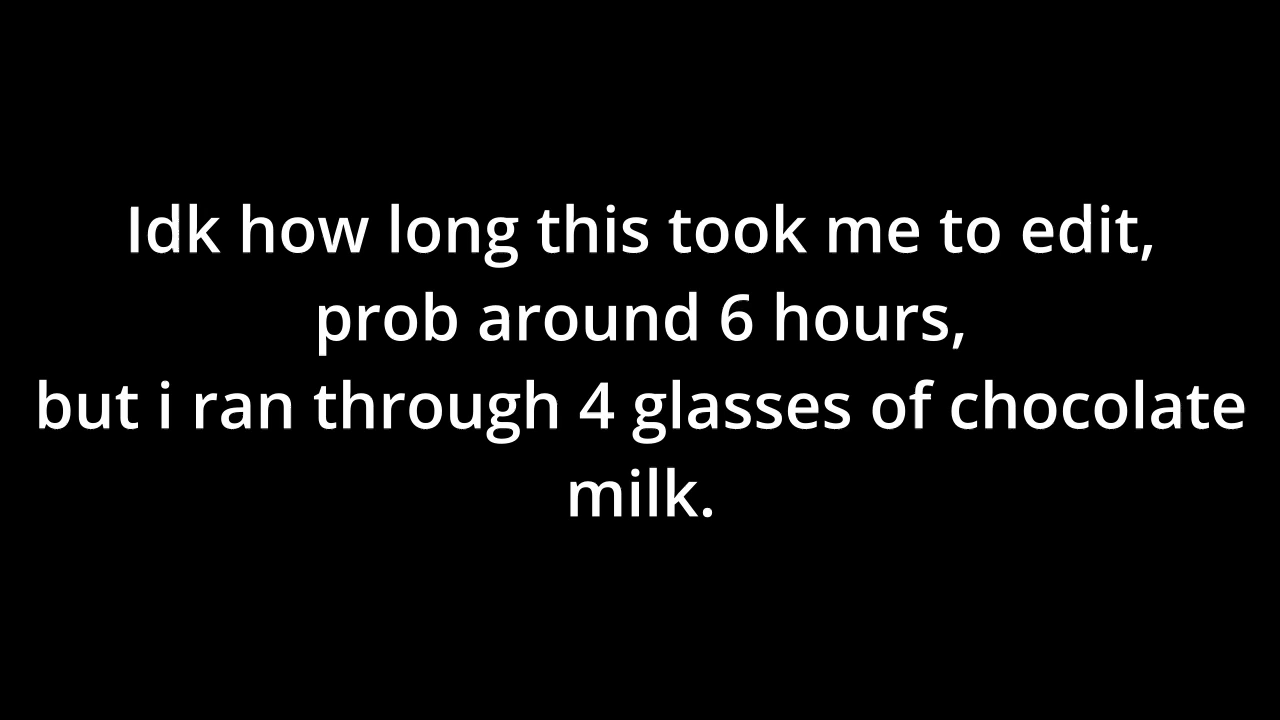 Idk how long this took me to edit,
prob around 6 hours,
but i ran through 4 glasses of chocolate
milk.